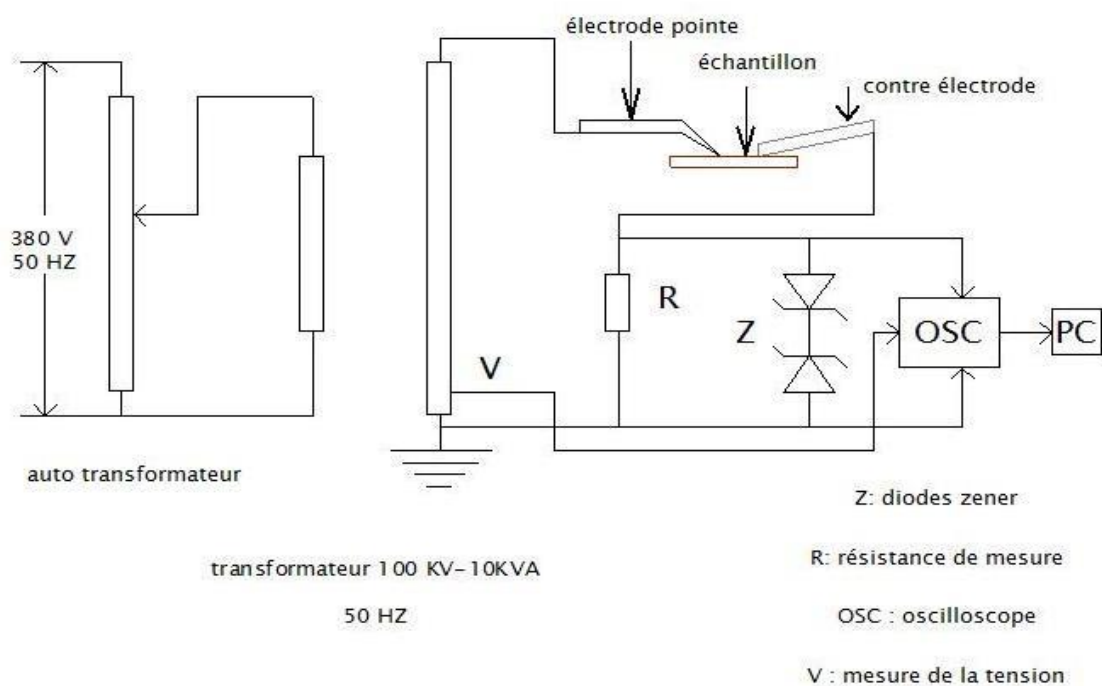 électrode pointe
échantillon
contre électrode
380 V
50 HZ
R
Z
OSC
PC
V
auto transformateur
Z: diodes zener
transformateur 100 KV-10KVA
R: résistance de mesure
50 HZ
OSC : oscilloscope
V : mesure de la tension